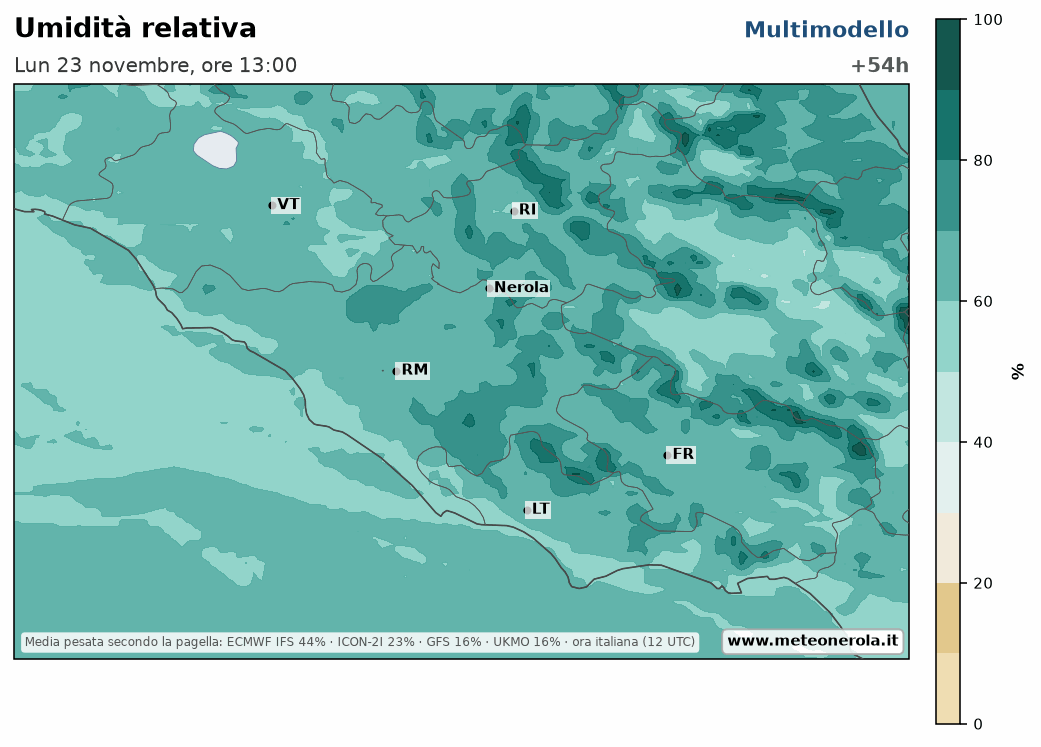 Umidità relativa
Multimodello
Lun 23 novembre, ore 13:00
+54h
100
80
60
40
20
0
%
VT
RI
Nerola
RM
FR
LT
Media pesata secondo la pagella: ECMWF IFS 44% · ICON-2I 23% · GFS 16% · UKMO 16% · ora italiana (12 UTC)
www.meteonerola.it